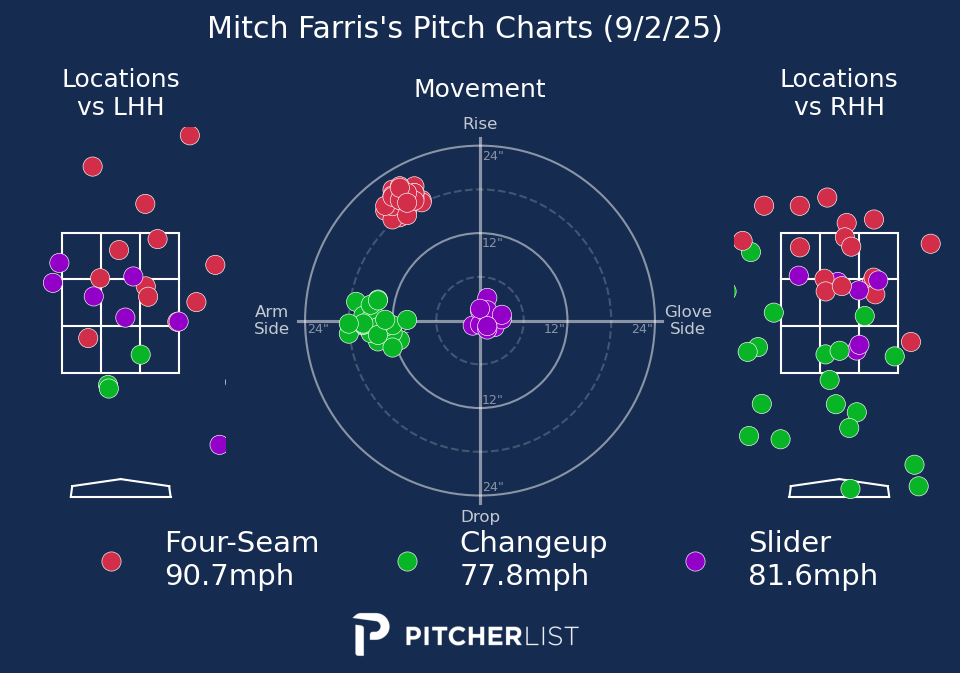 Mitch Farris's Pitch Charts (9/2/25)
Locations
vs LHH
Movement
Locations
vs RHH
Rise
24"
12"
Arm
Side
24"
12"
24"
Glove
Side
12"
24"
Drop
Four-Seam
90.7mph
Changeup
77.8mph
Slider
81.6mph
PITCHERLIST